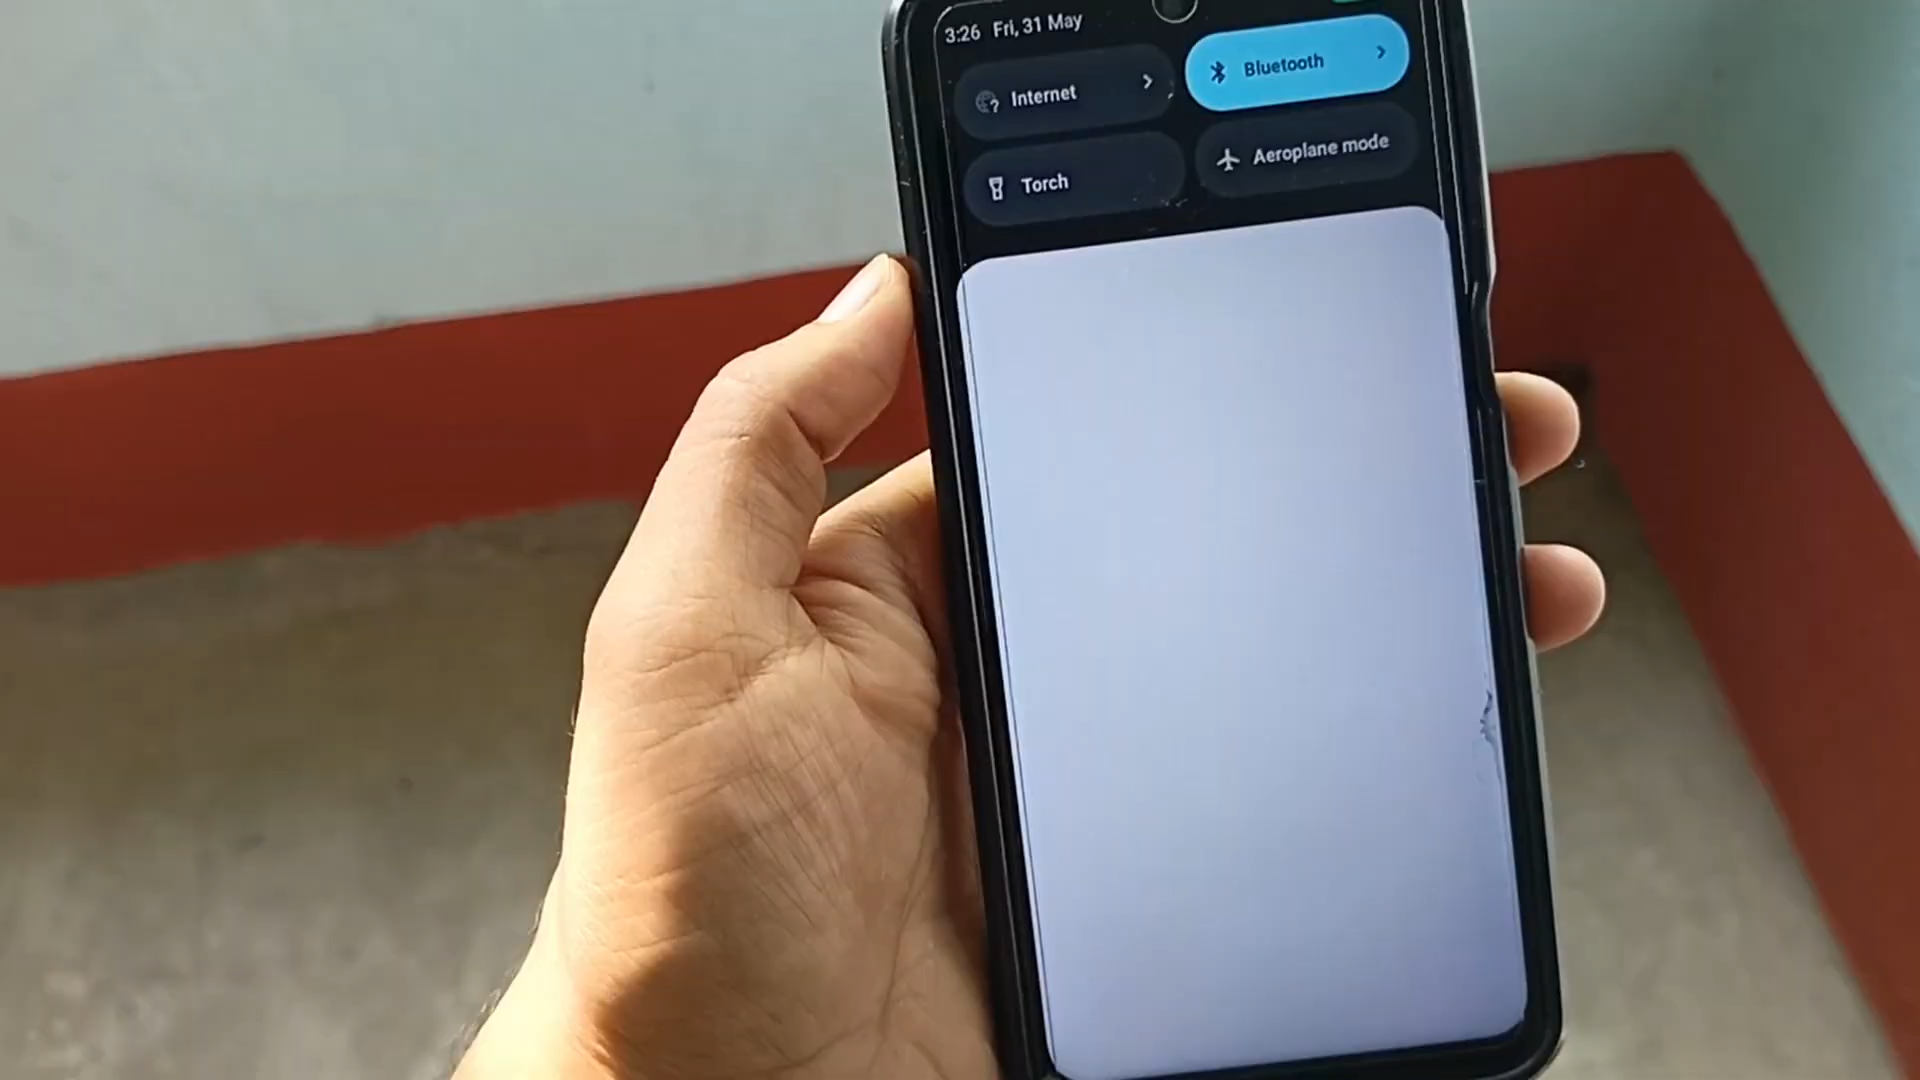 3:26 Fri, 31 May
Internet
Bluetooth
Torch
Aeroplane mode